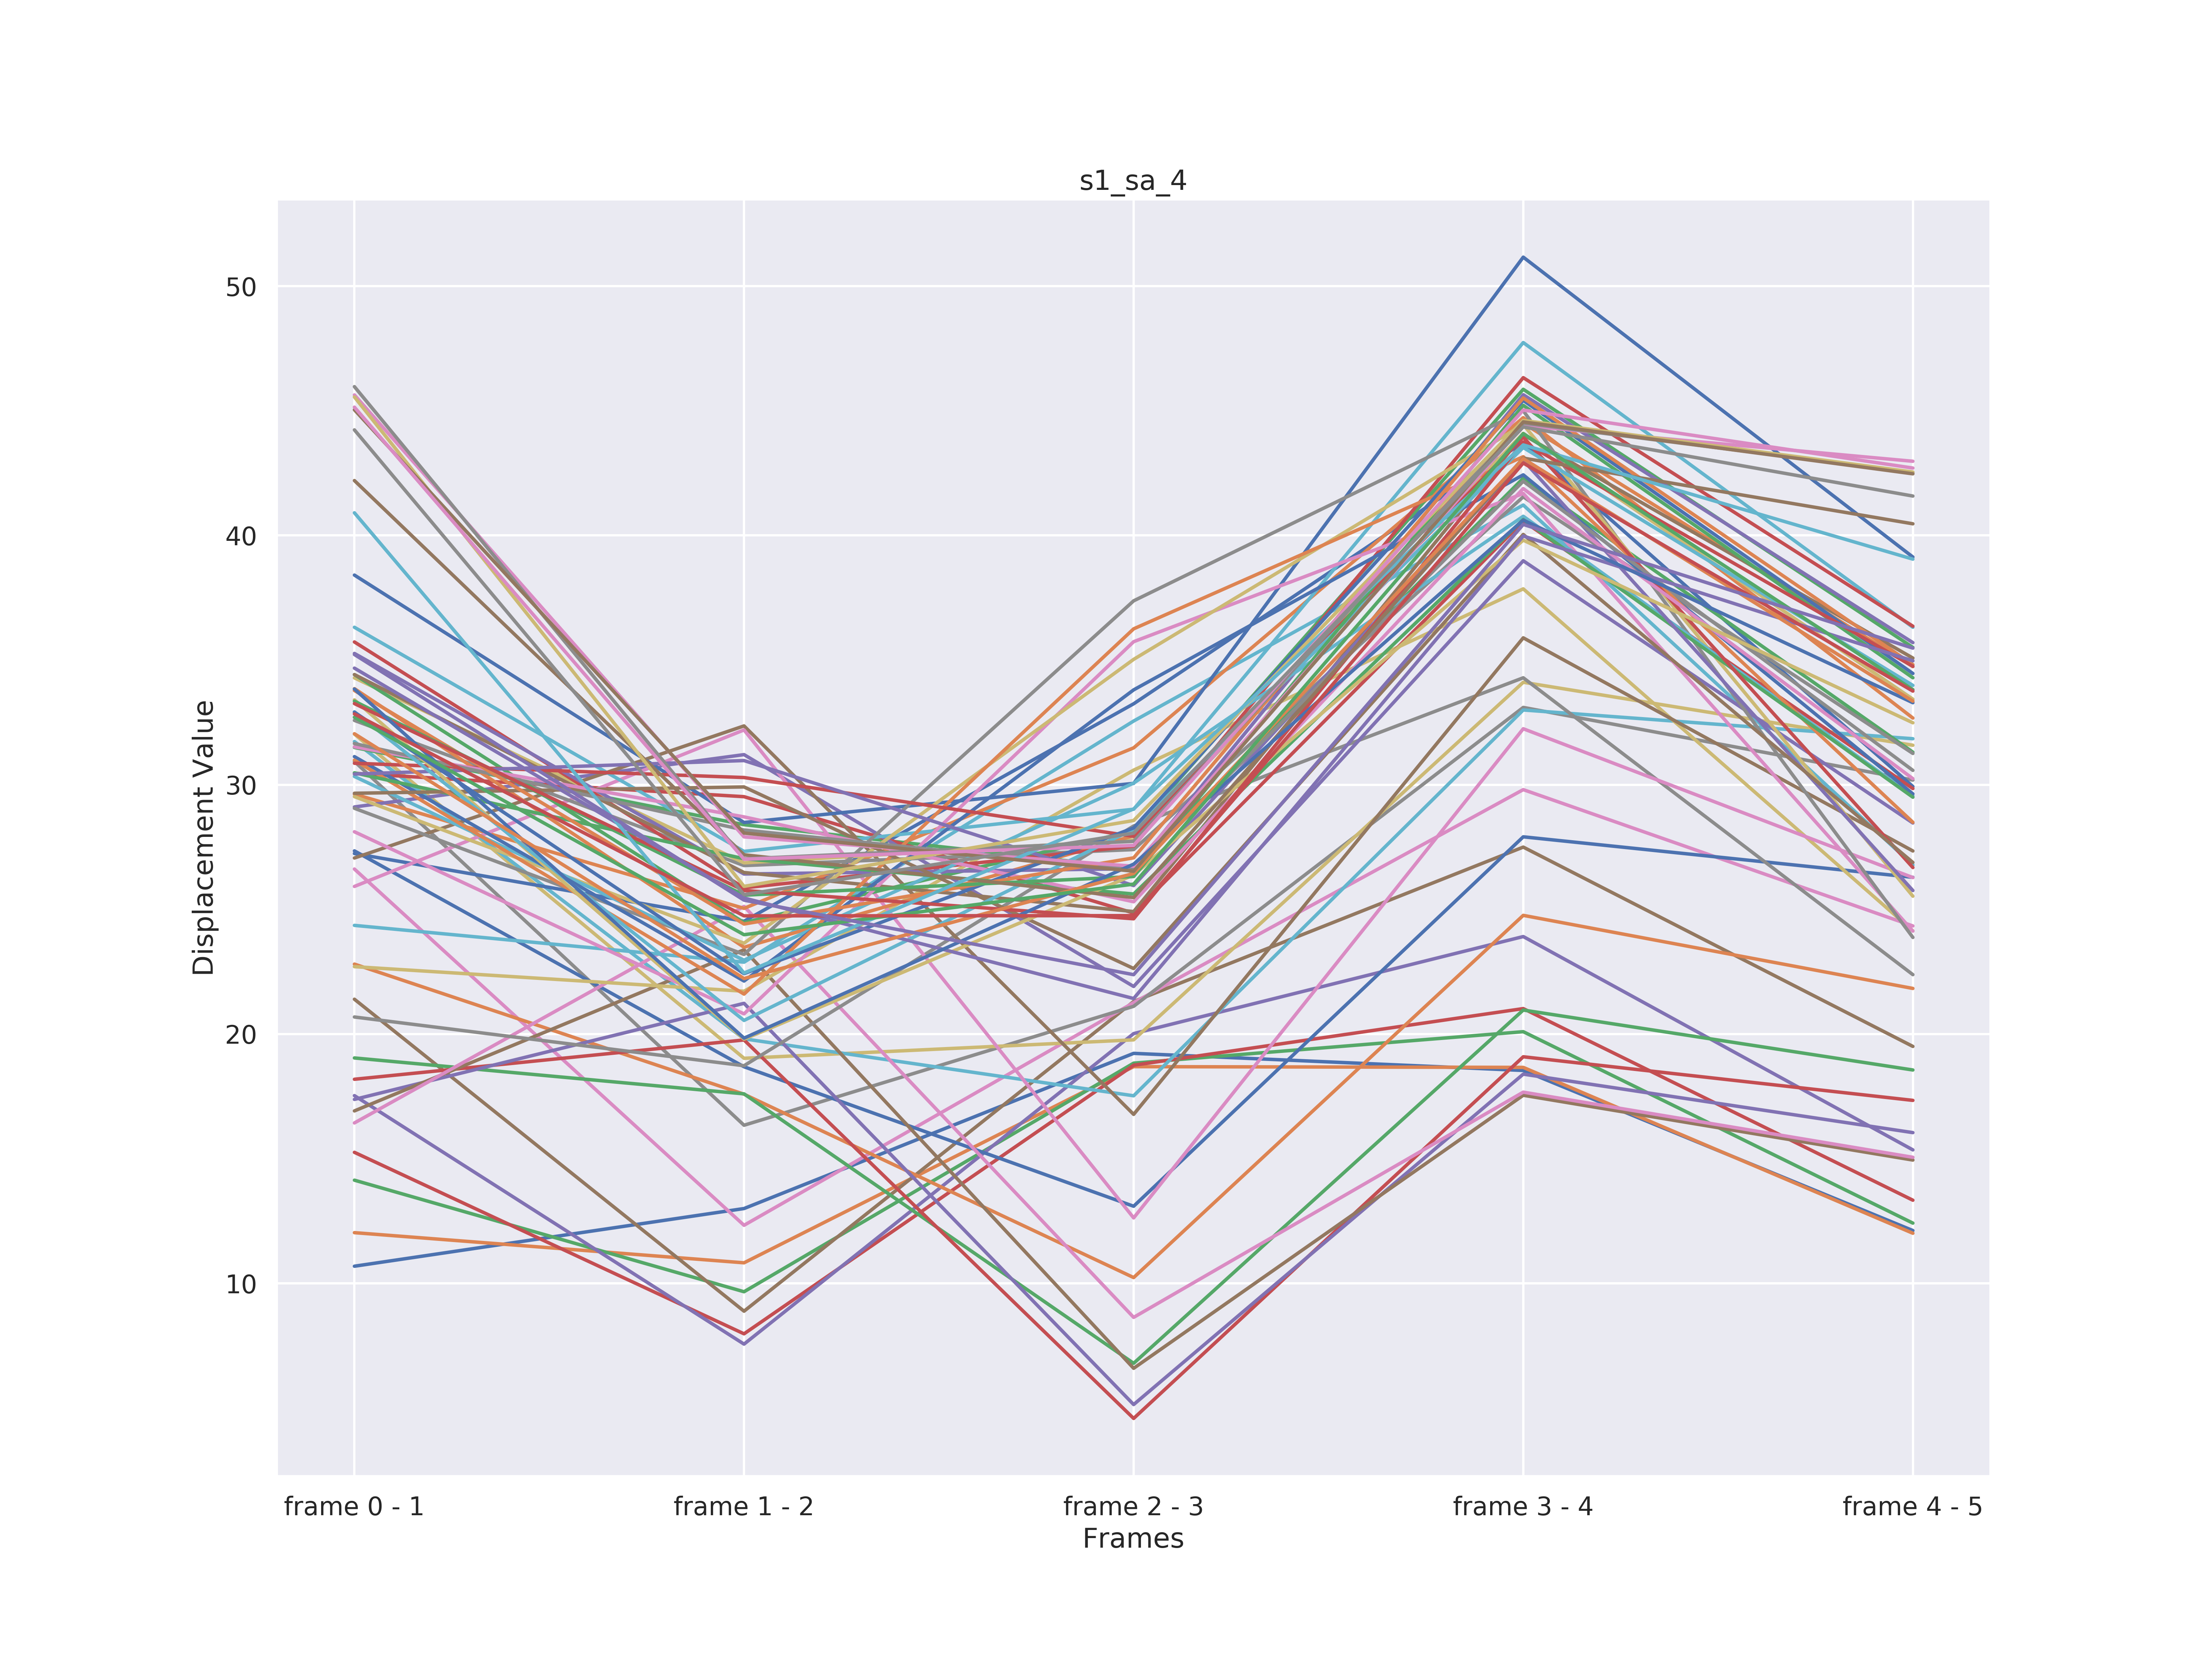 s1_sa_4
Displacement Value
50
40
30
20
10
frame 0 - 1
frame 1 - 2
frame 2 - 3
frame 3 - 4
frame 4 - 5
Frames